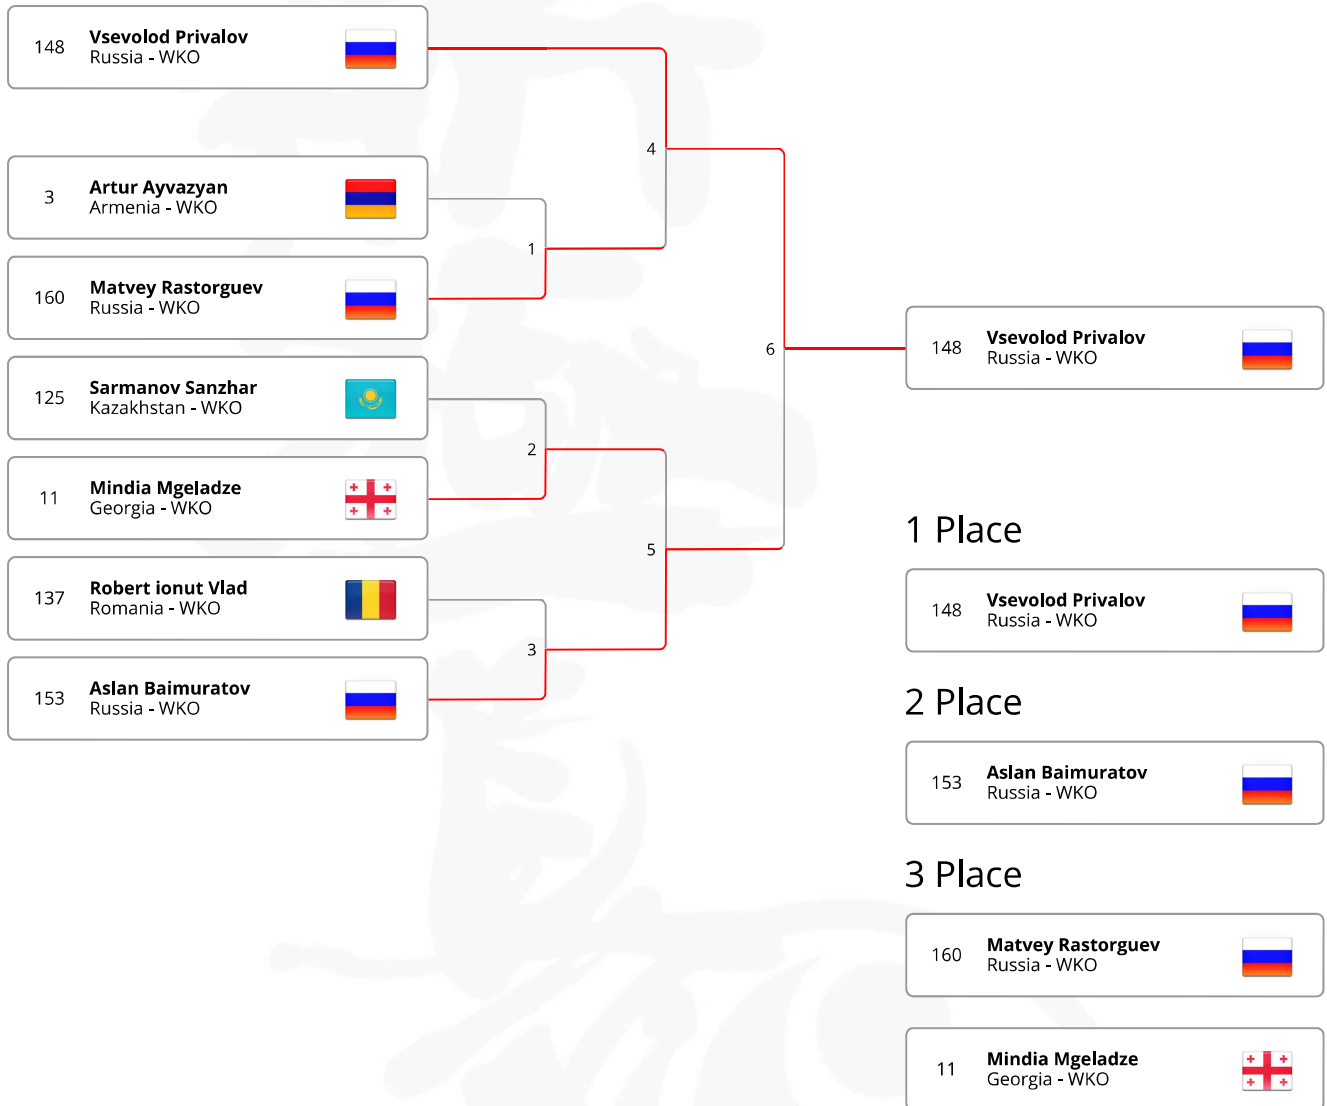 148
Vsevolod Privalov
Russia - WKO
3
Artur Ayvazyan
Armenia - WKO
160
Matvey Rastorguev
Russia - WKO
125
Sarmanov Sanzhar
Kazakhstan - WKO
11
Mindia Mgeladze
Georgia - WKO
137
Robert ionut Vlad
Romania - WKO
153
Aslan Baimuratov
Russia - WKO
1
2
3
4
5
6
148
Vsevolod Privalov
Russia - WKO
1 Place
148
Vsevolod Privalov
Russia - WKO
2 Place
153
Aslan Baimuratov
Russia - WKO
3 Place
160
Matvey Rastorguev
Russia - WKO
11
Mindia Mgeladze
Georgia - WKO